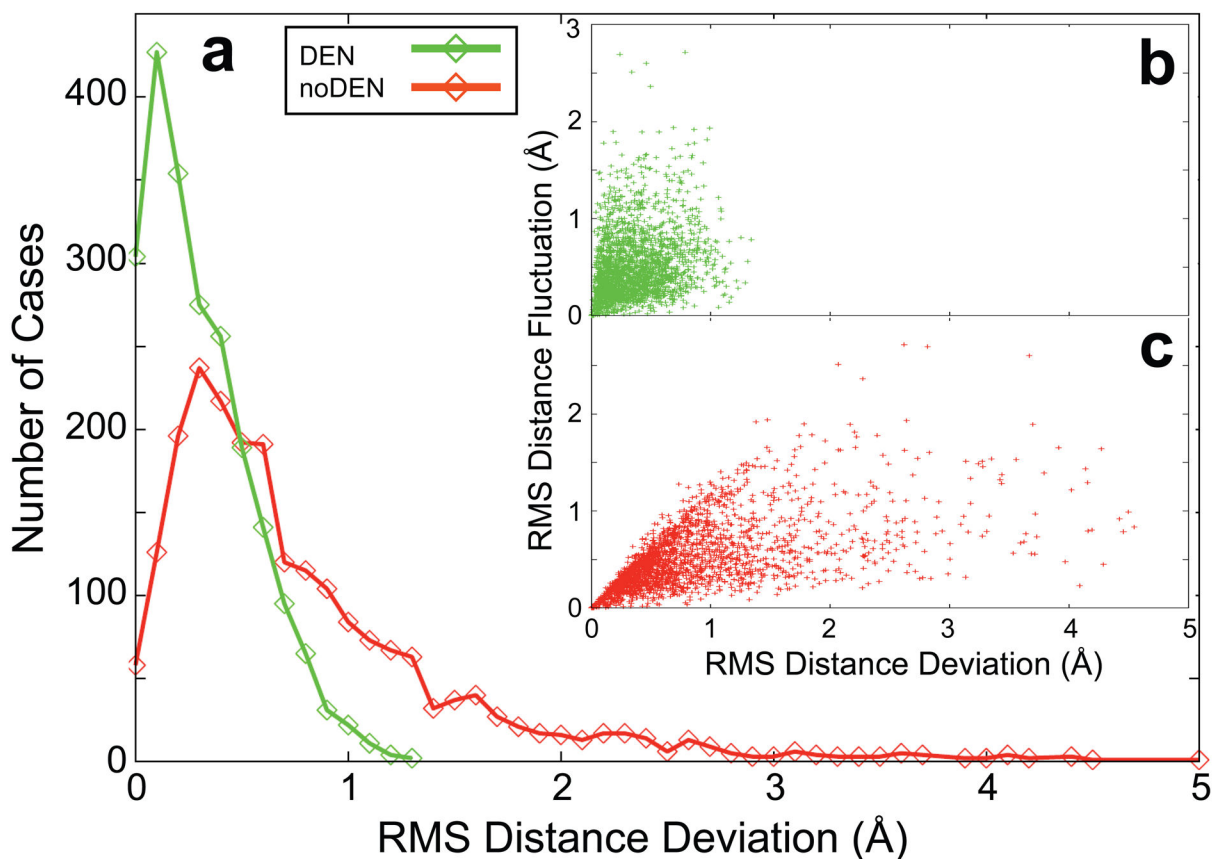 a
DEN
noDEN
400
300
200
100
0
Number of Cases
0
1
2
3
4
5
RMS Distance Deviation (Å)
b
3
2
1
0
RMS Distance Fluctuation (Å)
c
2
1
0
0
1
2
3
4
5
RMS Distance Deviation (Å)